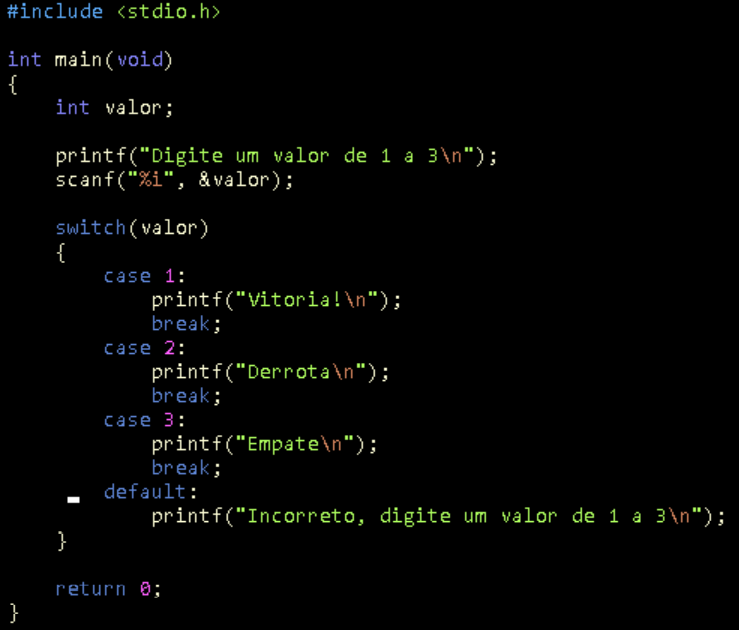 #include <stdio.h>

int main(void)
{
    int valor;

    printf("Digite um valor de 1 a 3\n");
    scanf("%i", &valor);

    switch(valor)
    {
        case 1:
            printf("Vitoria!\n");
            break;
        case 2:
            printf("Derrota\n");
            break;
        case 3:
            printf("Empate\n");
            break;
        default:
            printf("Incorreto, digite um valor de 1 a 3\n");
    }

    return 0;
}